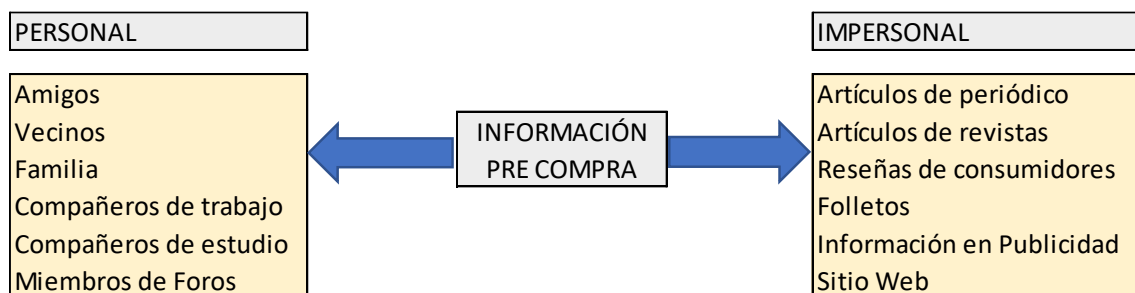 PERSONAL
Amigos
Vecinos
Familia
Compañeros de trabajo
Compañeros de estudio
Miembros de Foros
INFORMACIÓN
PRE COMPRA
IMPERSONAL
Artículos de periódico
Artículos de revistas
Reseñas de consumidores
Folletos
Información en Publicidad
Sitio Web